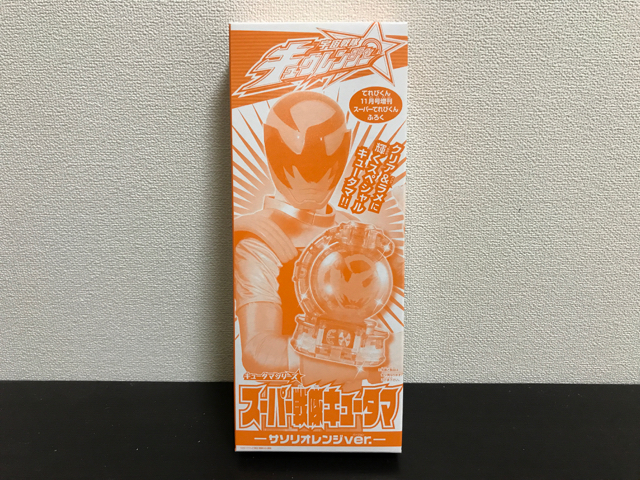 宇宙戦隊
キュウレンジャー
てれびくん
11月号増刊
スーパーてれびくん
ふろく
クリア&ラメに
輝くスペシャル
キュータマ!!
EX
キュータマシリーズ
スーパー戦隊キュータマ
サソリオレンジver.